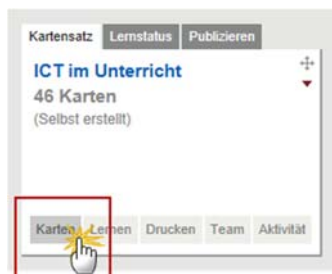 Kartensatz Lernstatus Publizieren
ICT im Unterricht
46 Karten
(Selbst erstellt)
Karten Lernen Drucken Team Aktivität